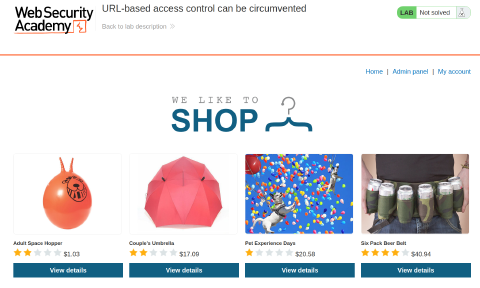 WebSecurity
Academy
URL-based access control can be circumvented
Back to lab description
LAB Not solved
Home | Admin panel | My account
WE LIKE TO
SHOP
Adult Space Hopper
$1.03
View details
Couple's Umbrella
$17.09
View details
Pet Experience Days
$20.58
View details
Six Pack Beer Belt
$40.94
View details